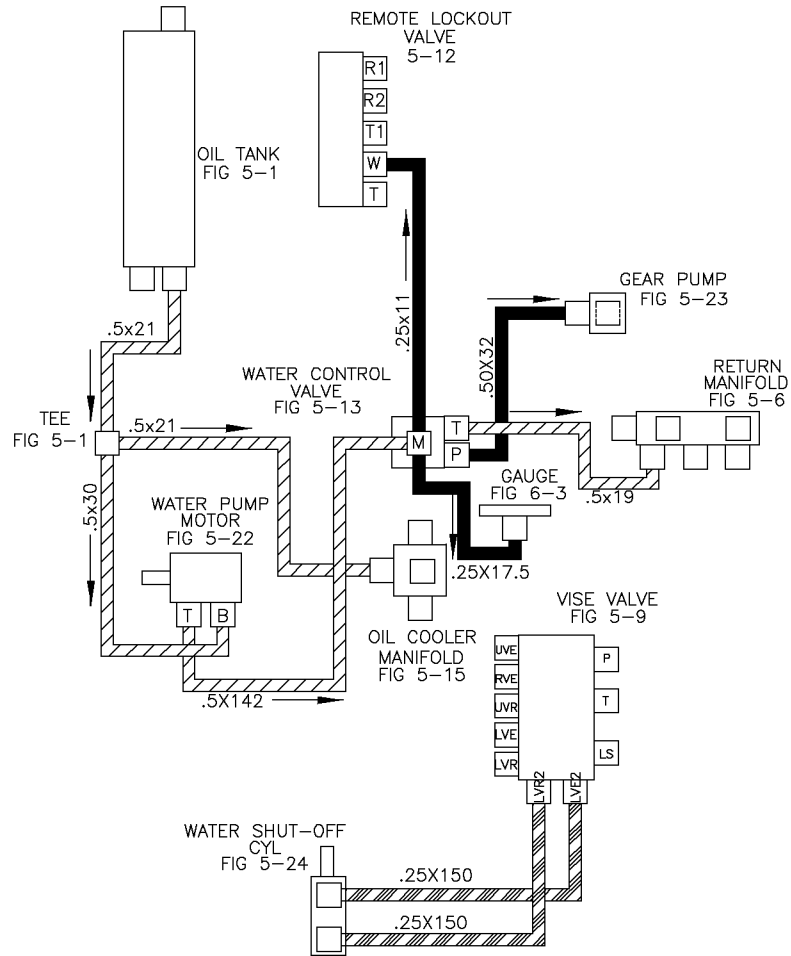 REMOTE LOCKOUT
VALVE
5-12
R1
R2
T1
W
T
OIL TANK
FIG 5-1
.25x11
GEAR PUMP
FIG 5-23
.50X32
.5x21
WATER CONTROL
VALVE
FIG 5-13
RETURN
MANIFOLD
FIG 5-6
TEE
FIG 5-1
.5x21
M
T
P
GAUGE
FIG 6-3
.5x19
.5x30
WATER PUMP
MOTOR
FIG 5-22
T
B
.25X17.5
OIL COOLER
MANIFOLD
FIG 5-15
.5X142
VISE VALVE
FIG 5-9
UVE
RVE
UVR
LVE
LVR
P
T
LS
LVR2
LVE2
WATER SHUT-OFF
CYL
FIG 5-24
.25X150
.25X150